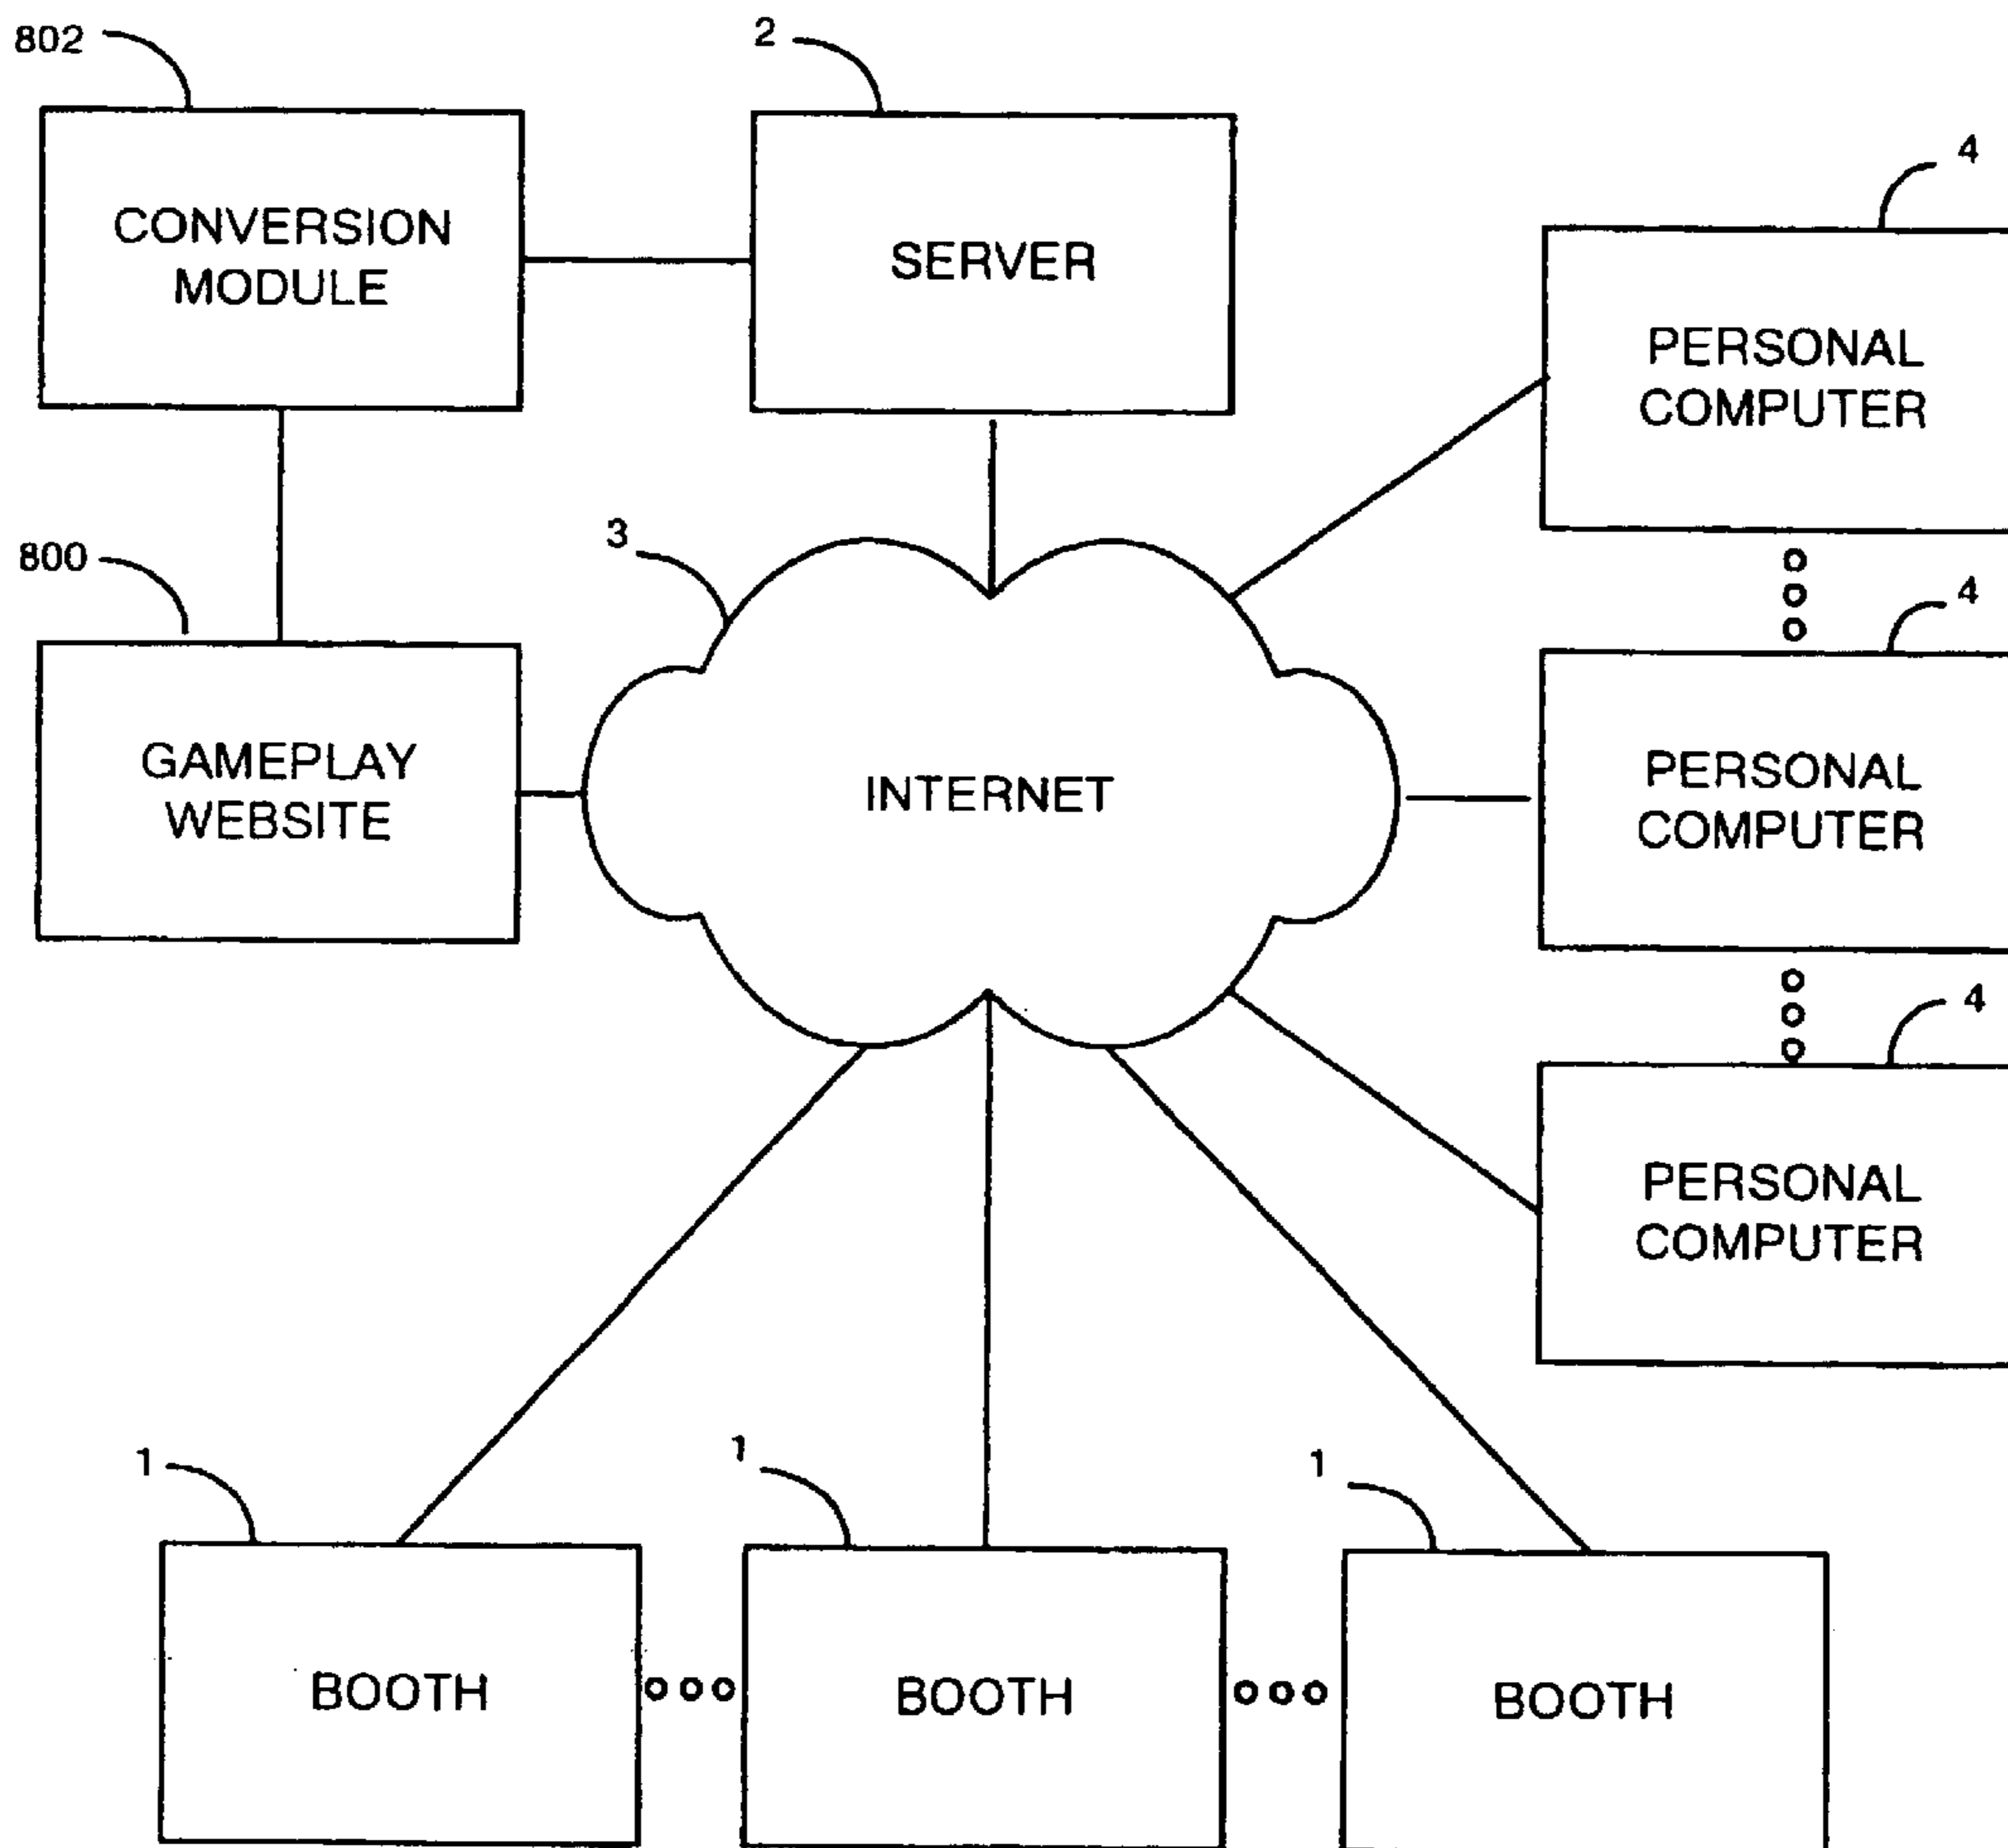 802
2
4
CONVERSION
MODULE
SERVER
PERSONAL
COMPUTER
3
800
4
GAMEPLAY
WEBSITE
INTERNET
PERSONAL
COMPUTER
4
PERSONAL
COMPUTER
1
1
1
BOOTH
BOOTH
BOOTH